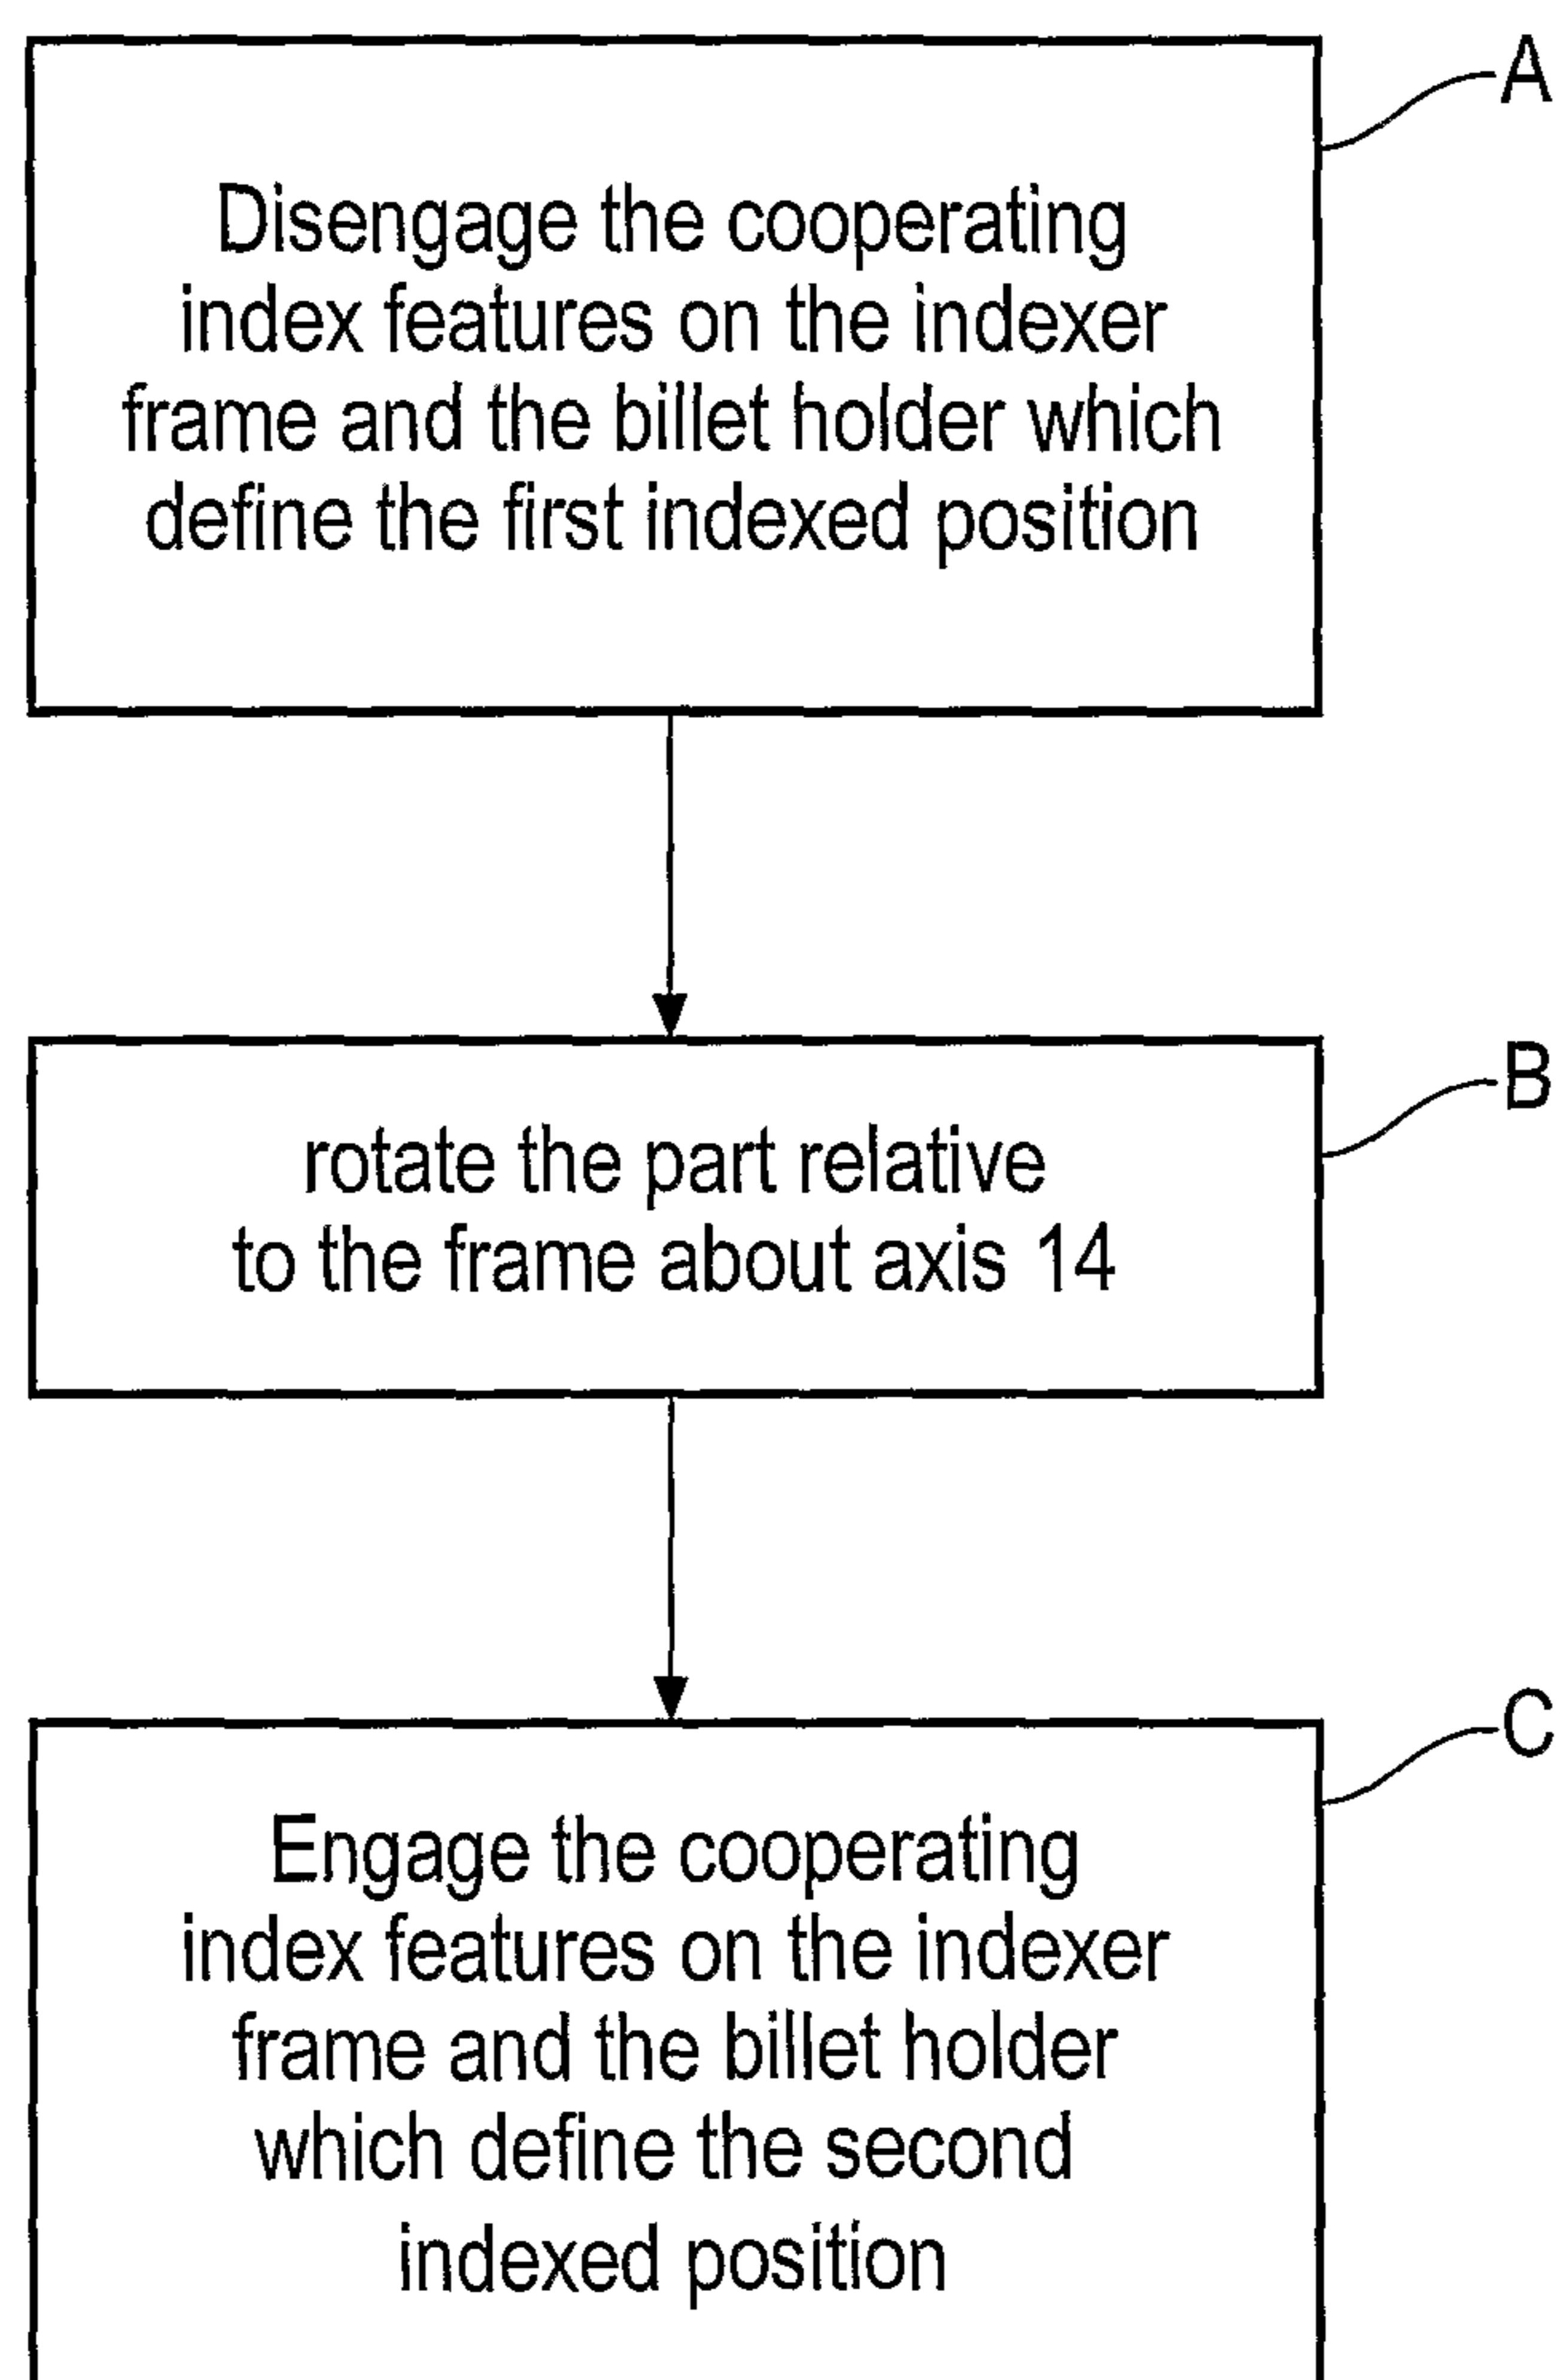 A
Disengage the cooperating
index features on the indexer
frame and the billet holder which
define the first indexed position
B
rotate the part relative
to the frame about axis 14
C
Engage the cooperating
index features on the indexer
frame and the billet holder
which define the second
indexed position